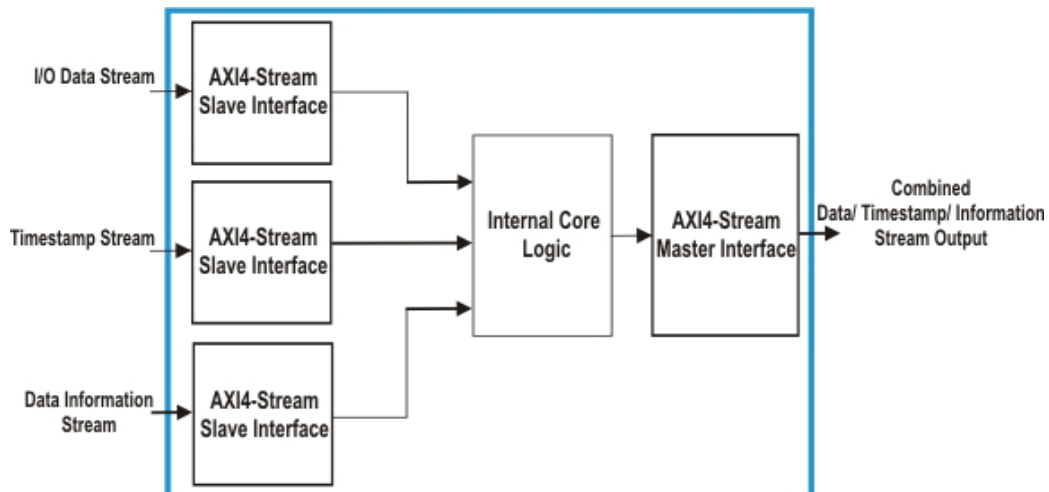 I/O Data Stream
AXI4-Stream
Slave Interface
Timestamp Stream
AXI4-Stream
Slave Interface
Data Information
Stream
AXI4-Stream
Slave Interface
Internal Core
Logic
AXI4-Stream
Master Interface
Combined
Data/ Timestamp/ Information
Stream Output